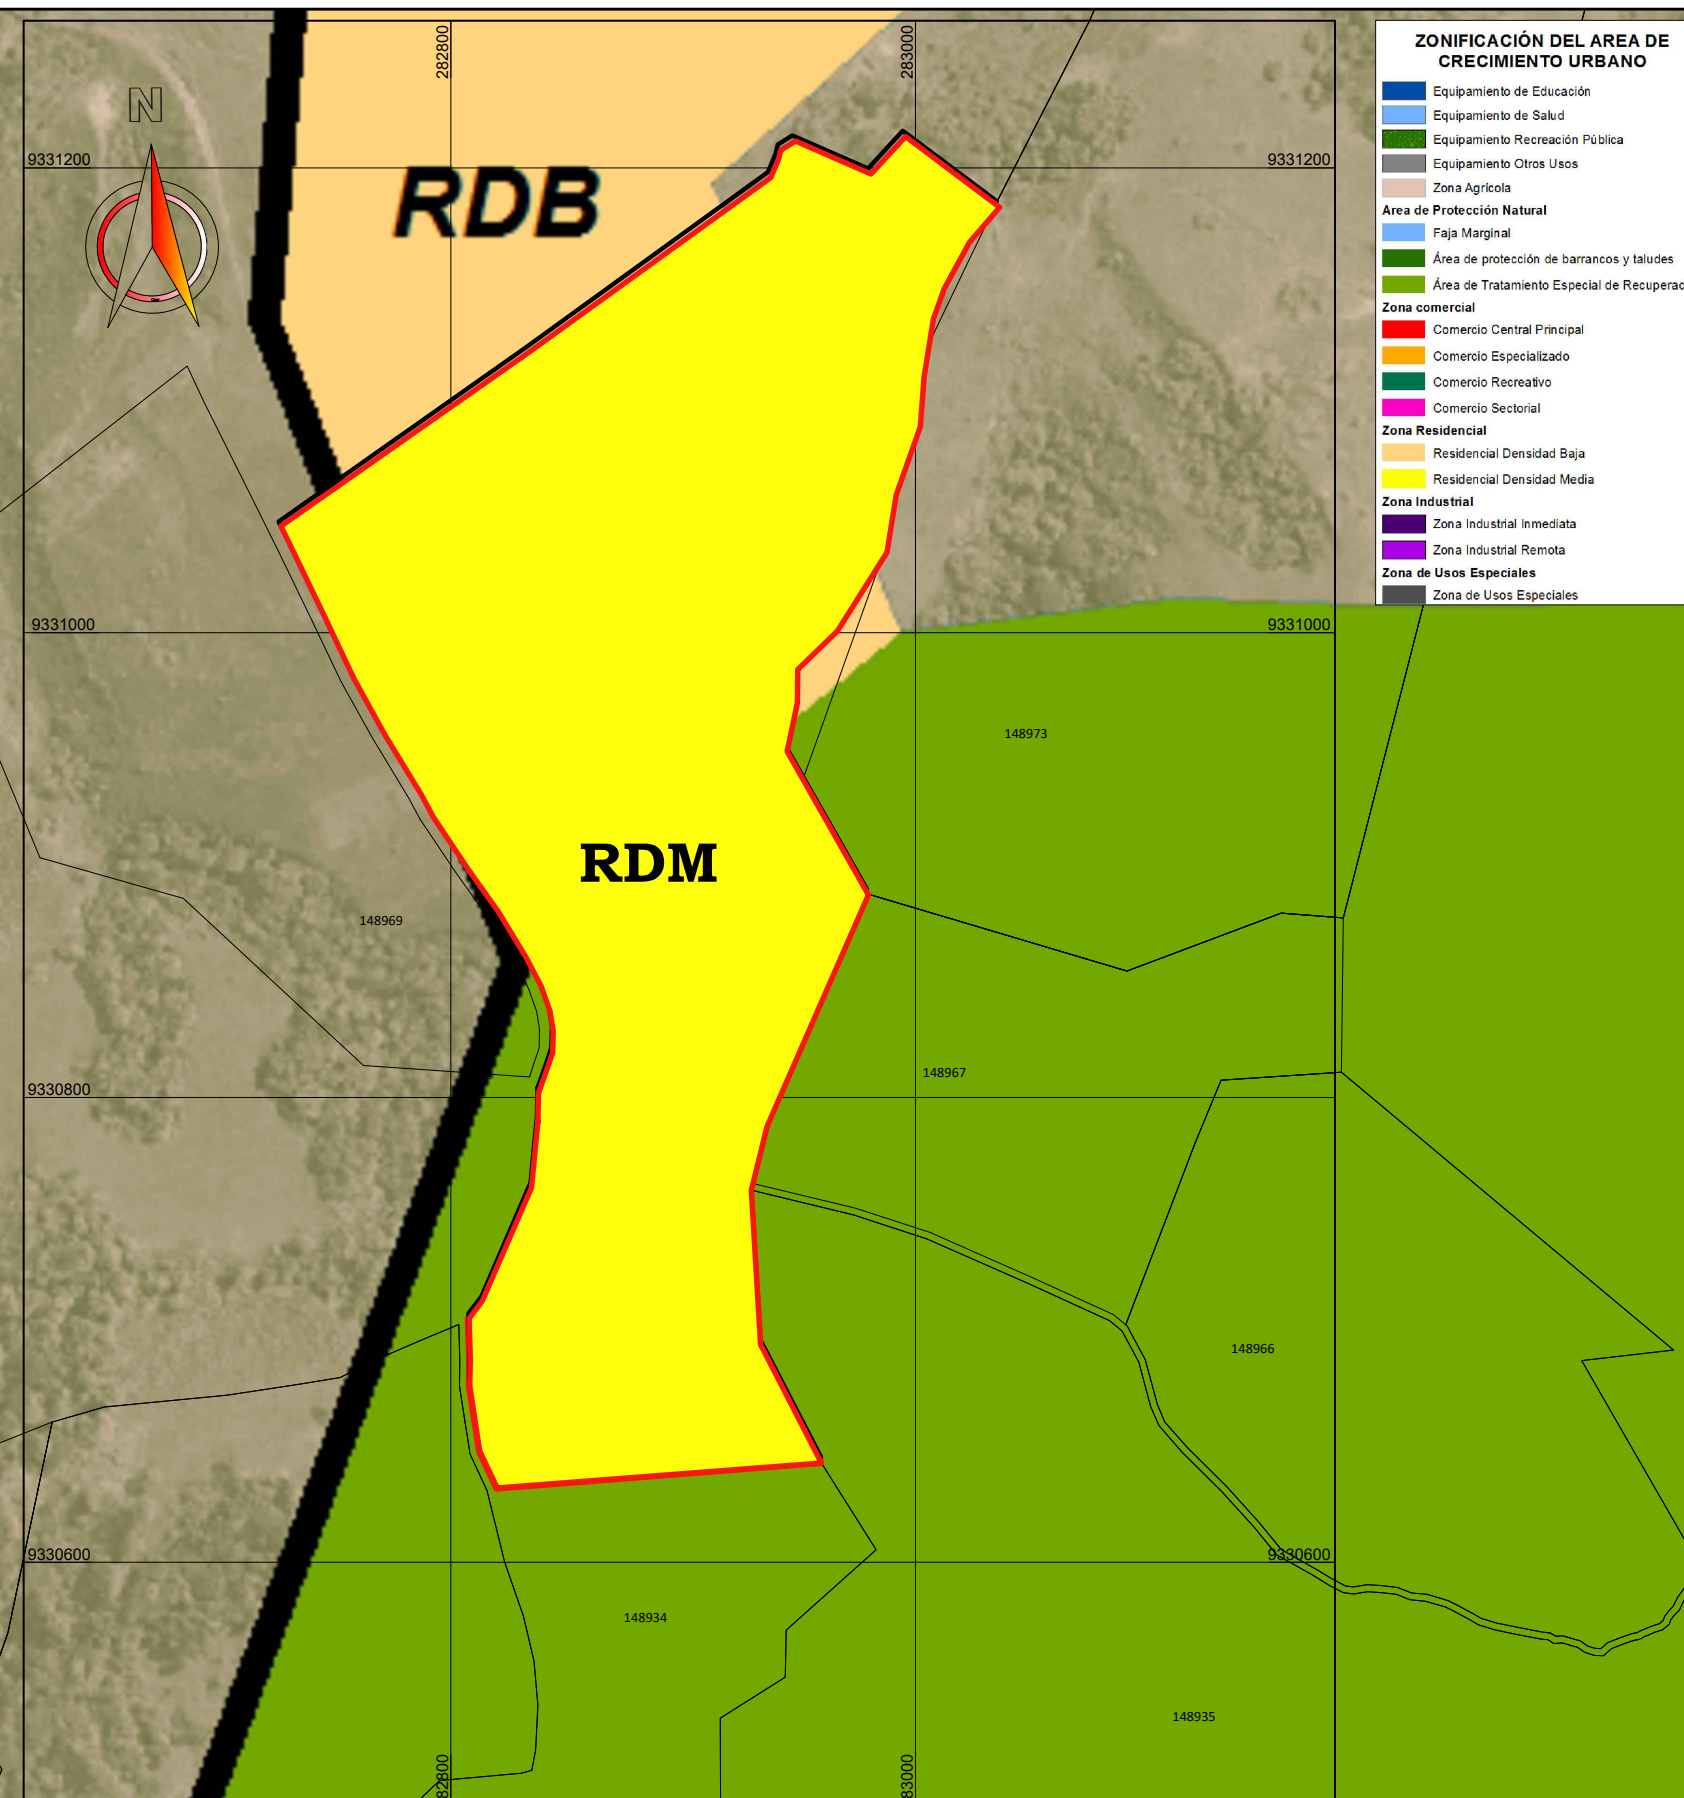 ZONIFICACIÓN DEL AREA DE
CRECIMIENTO URBANO
Equipamiento de Educación
Equipamiento de Salud
Equipamiento Recreación Pública
Equipamiento Otros Usos
Zona Agrícola
Area de Protección Natural
Faja Marginal
Área de protección de barrancos y taludes
Área de Tratamiento Especial de Recuperac
Zona comercial
Comercio Central Principal
Comercio Especializado
Comercio Recreativo
Comercio Sectorial
Zona Residencial
Residencial Densidad Baja
Residencial Densidad Media
Zona Industrial
Zona Industrial Inmediata
Zona Industrial Remota
Zona de Usos Especiales
Zona de Usos Especiales
282800
283000
N
9331200
9331200
RDB
9331000
9331000
148973
RDM
148969
148967
9330800
148966
9330600
9330600
148934
148935
82800
83000